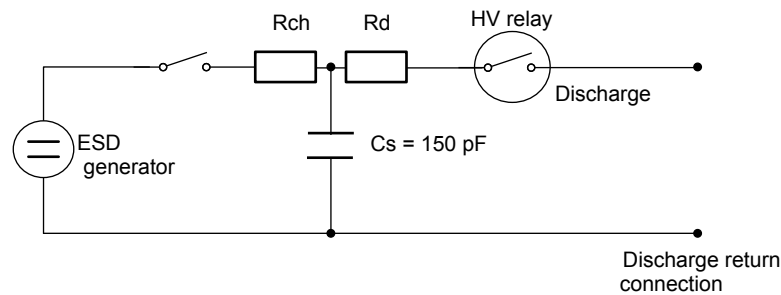 Rch
Rd
HV relay
Discharge
ESD
generator
Cs = 150 pF
Discharge return
connection